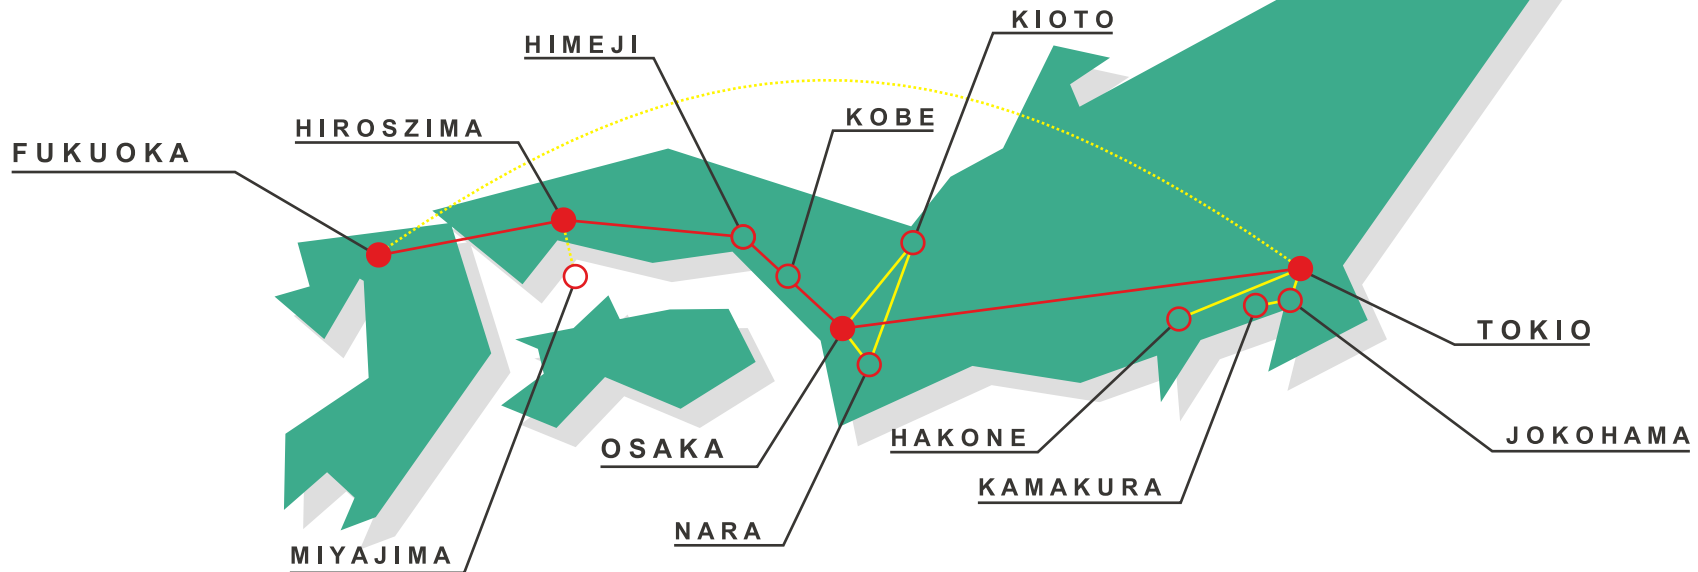 KIOTO
HIMEJI
KOBE
HIROSZIMA
FUKUOKA
TOKIO
JOKOHAMA
HAKONE
OSAKA
KAMAKURA
NARA
MIYAJIMA